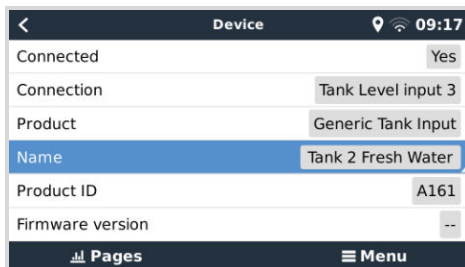 Device 09:17
Connected Yes
Connection Tank Level input 3
Product Generic Tank Input
Name Tank 2 Fresh Water
Product ID A161
Firmware version --
Pages Menu